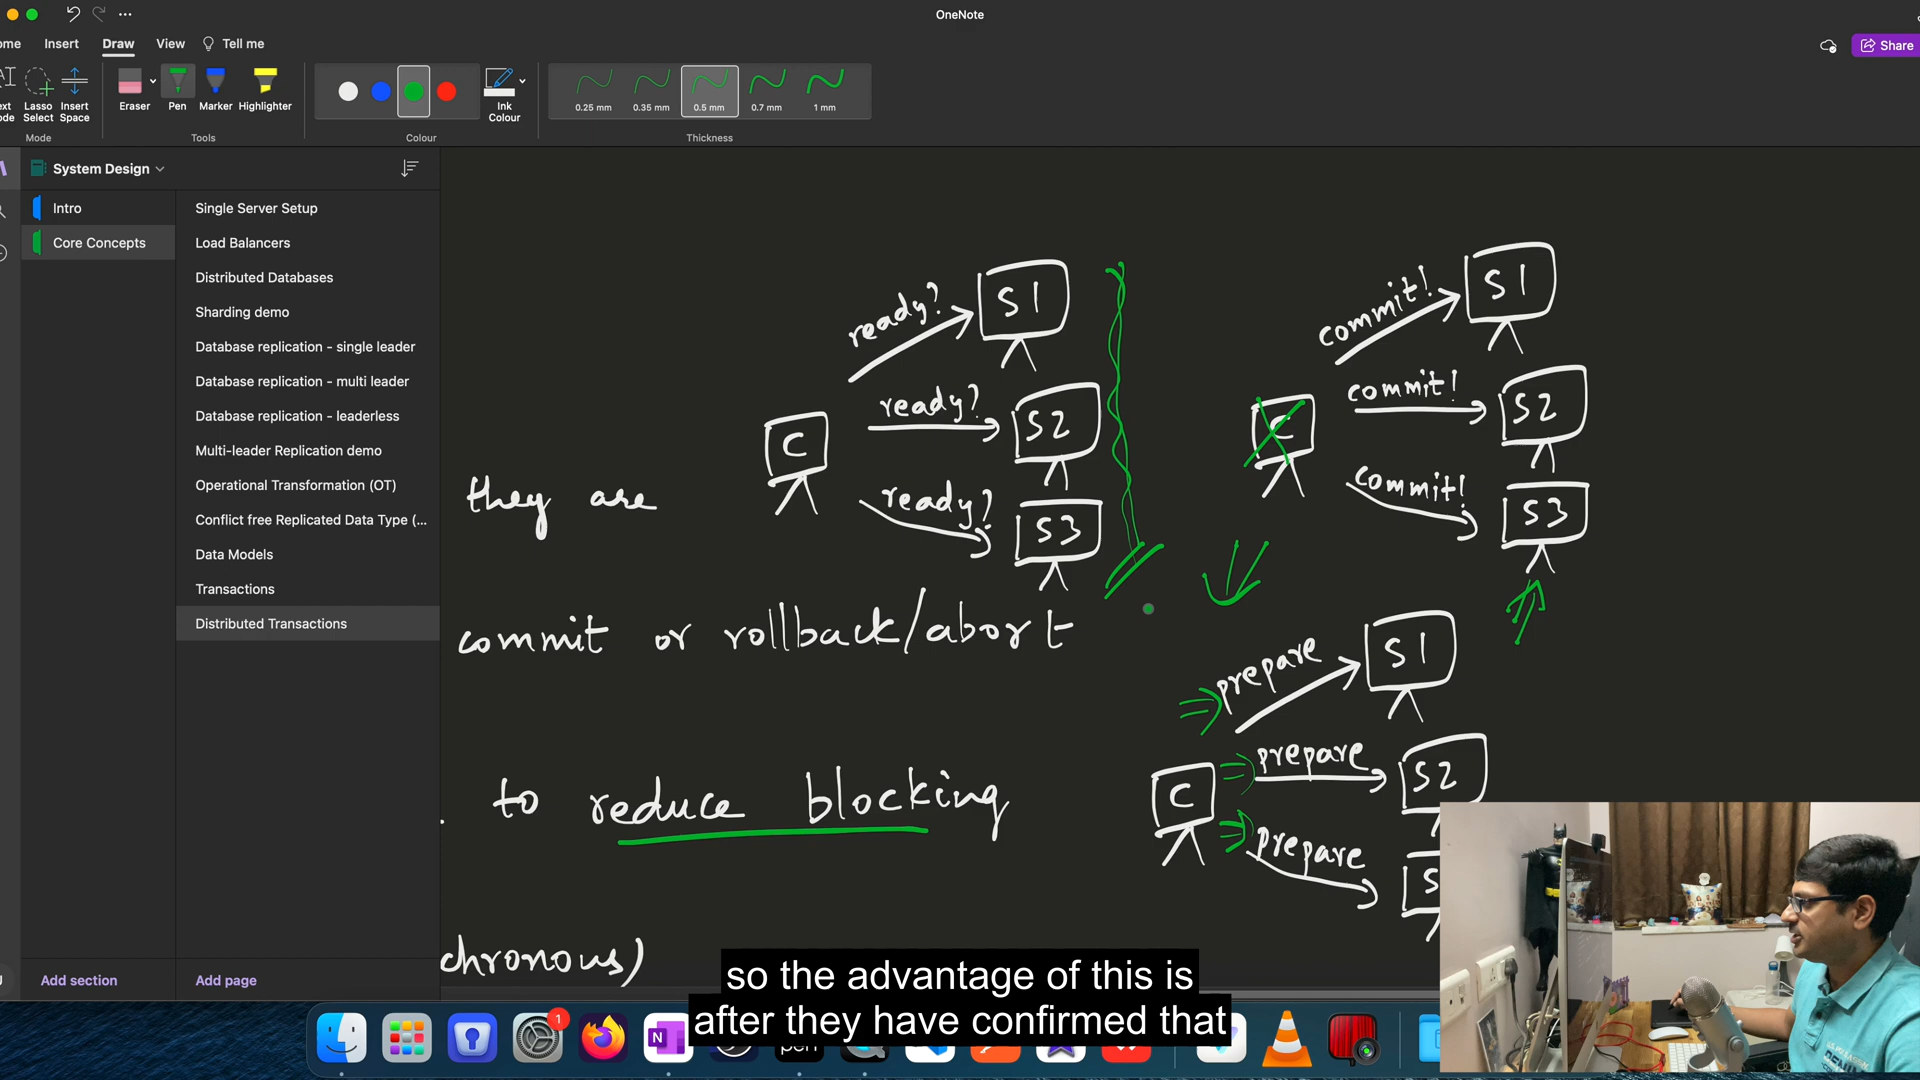 OneNote
ome
Insert
Draw
View
Tell me
Share
ext
ode
Lasso
Select
Insert
Space
Eraser
Pen
Marker
Highlighter
Ink
Colour
0.25 mm
0.35 mm
0.5 mm
0.7 mm
1 mm
Mode
Tools
Colour
Thickness
System Design
Intro
Core Concepts
Single Server Setup
Load Balancers
Distributed Databases
Sharding demo
Database replication - single leader
Database replication - multi leader
Database replication - leaderless
Multi-leader Replication demo
Operational Transformation (OT)
Conflict free Replicated Data Type (...
Data Models
Transactions
Distributed Transactions
Add section
Add page
ready?
S1
ready?
S2
C
ready?
S3
commit!
S1
commit!
S2
C
commit!
S3
they are
commit or rollback/abort
prepare
S1
prepare
S2
C
prepare
S
. to reduce blocking
chronous)
so the advantage of this is
after they have confirmed that
1
N
pen